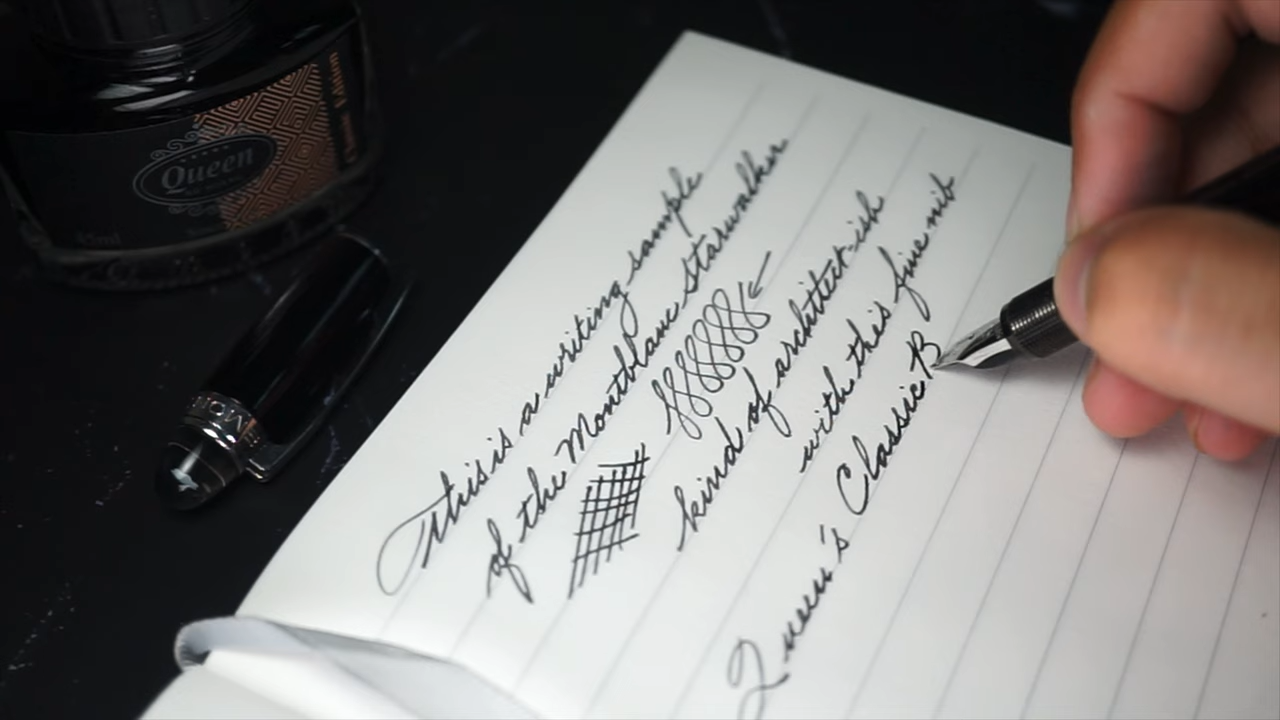 This is a writing sample
of the Montblanc Starwalker
kind of architect-ish
with this fine nib
Queen's Classic B
Queen